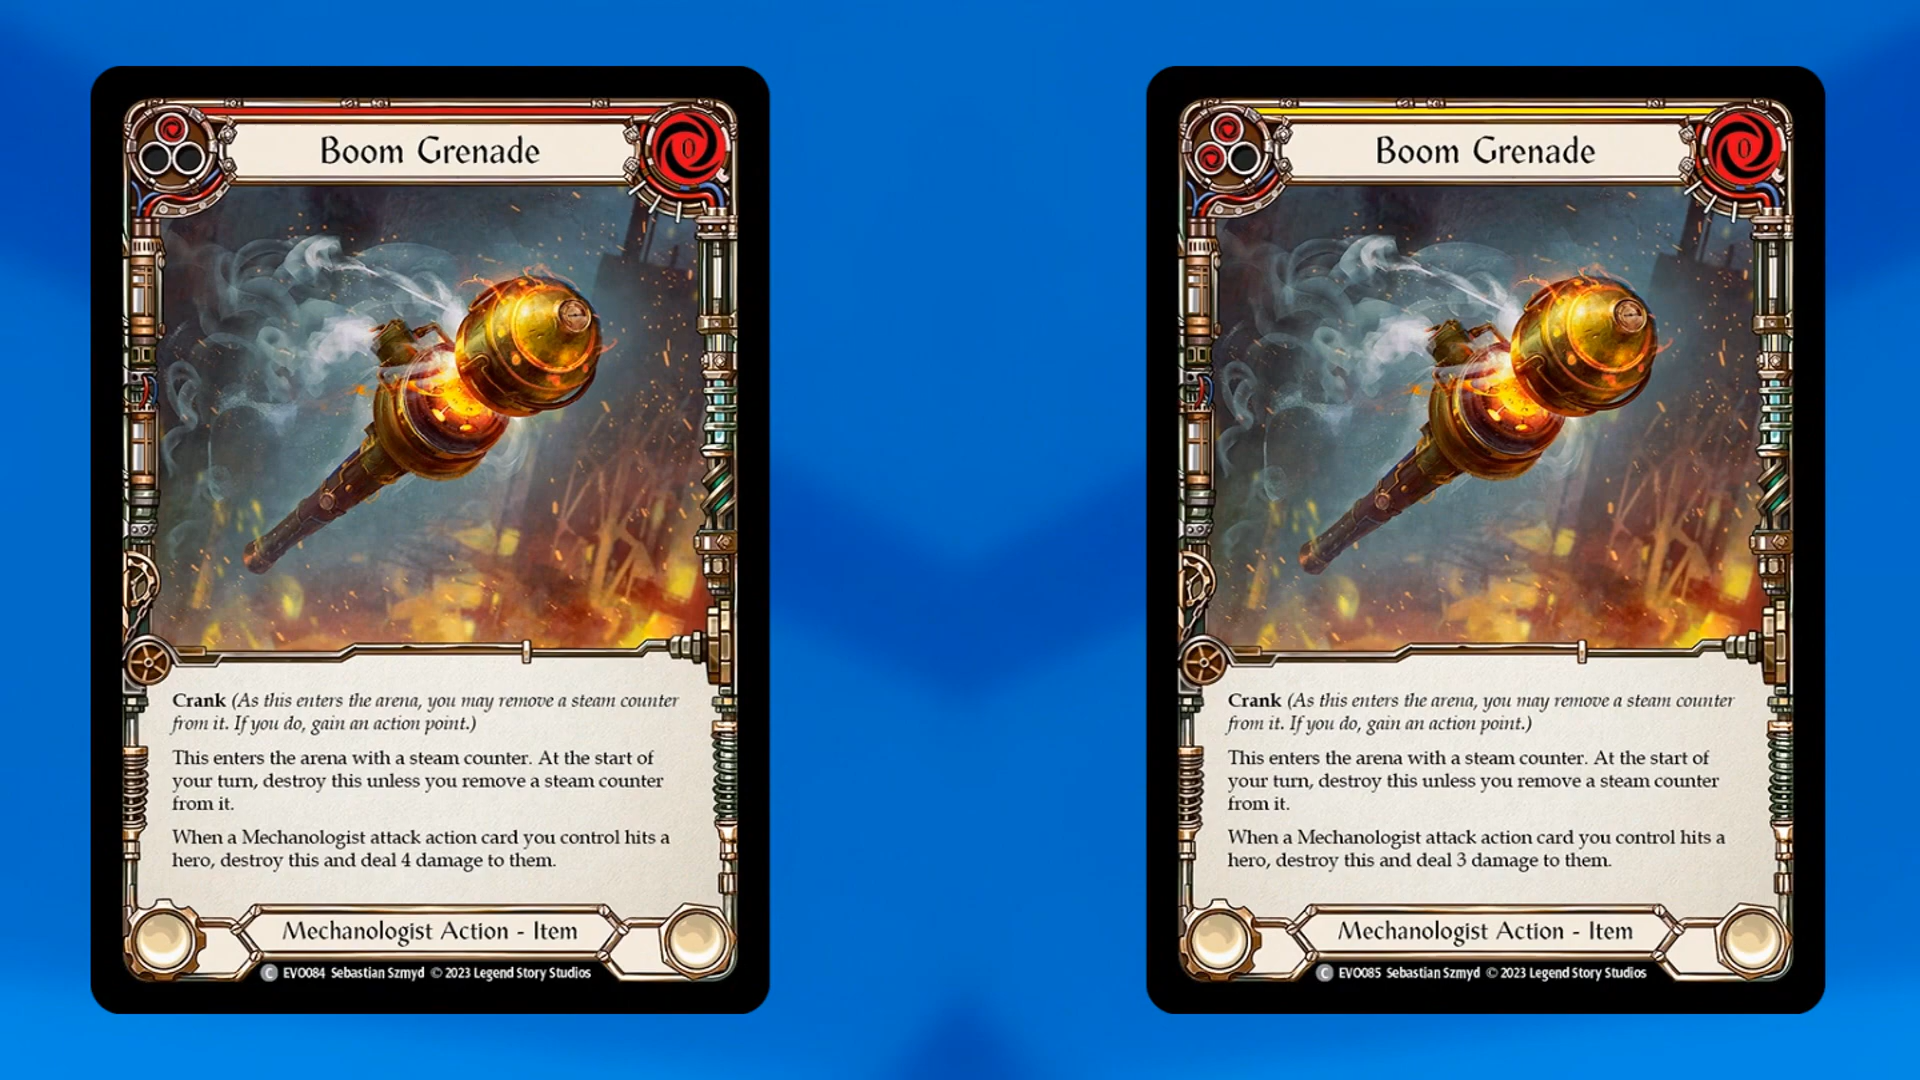 Boom Grenade
0
Crank (As this enters the arena, you may remove a steam counter
from it. If you do, gain an action point.)
This enters the arena with a steam counter. At the start of
your turn, destroy this unless you remove a steam counter
from it.
When a Mechanologist attack action card you control hits a
hero, destroy this and deal 4 damage to them.
Mechanologist Action - Item
C EVO084 Sebastian Szmyd © 2023 Legend Story Studios
Boom Grenade
0
Crank (As this enters the arena, you may remove a steam counter
from it. If you do, gain an action point.)
This enters the arena with a steam counter. At the start of
your turn, destroy this unless you remove a steam counter
from it.
When a Mechanologist attack action card you control hits a
hero, destroy this and deal 3 damage to them.
Mechanologist Action - Item
C EVO085 Sebastian Szmyd © 2023 Legend Story Studios